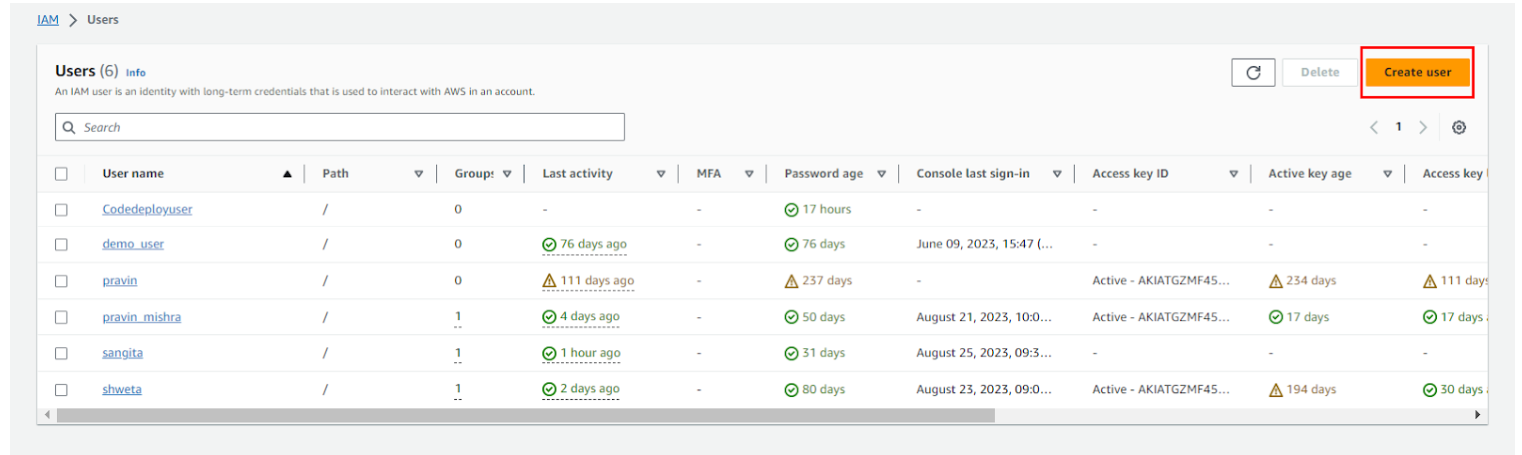 IAM > Users
Users (6) Info
Delete
Create user
An IAM user is an identity with long-term credentials that is used to interact with AWS in an account.
Search
< 1 >
User name Path Groups Last activity MFA Password age Console last sign-in Access key ID Active key age Access key
Codedeployuser / 0 - - 17 hours - - - -
demo_user / 0 76 days ago - 76 days June 09, 2023, 15:47 (... - - -
pravin / 0 111 days ago - 237 days - Active - AKIATGZMF45... 234 days 111 days
pravin_mishra / 1 4 days ago - 50 days August 21, 2023, 10:0... Active - AKIATGZMF45... 17 days 17 days
sangita / 1 1 hour ago - 31 days August 25, 2023, 09:3... - - -
shweta / 1 2 days ago - 80 days August 23, 2023, 09:0... Active - AKIATGZMF45... 194 days 30 days